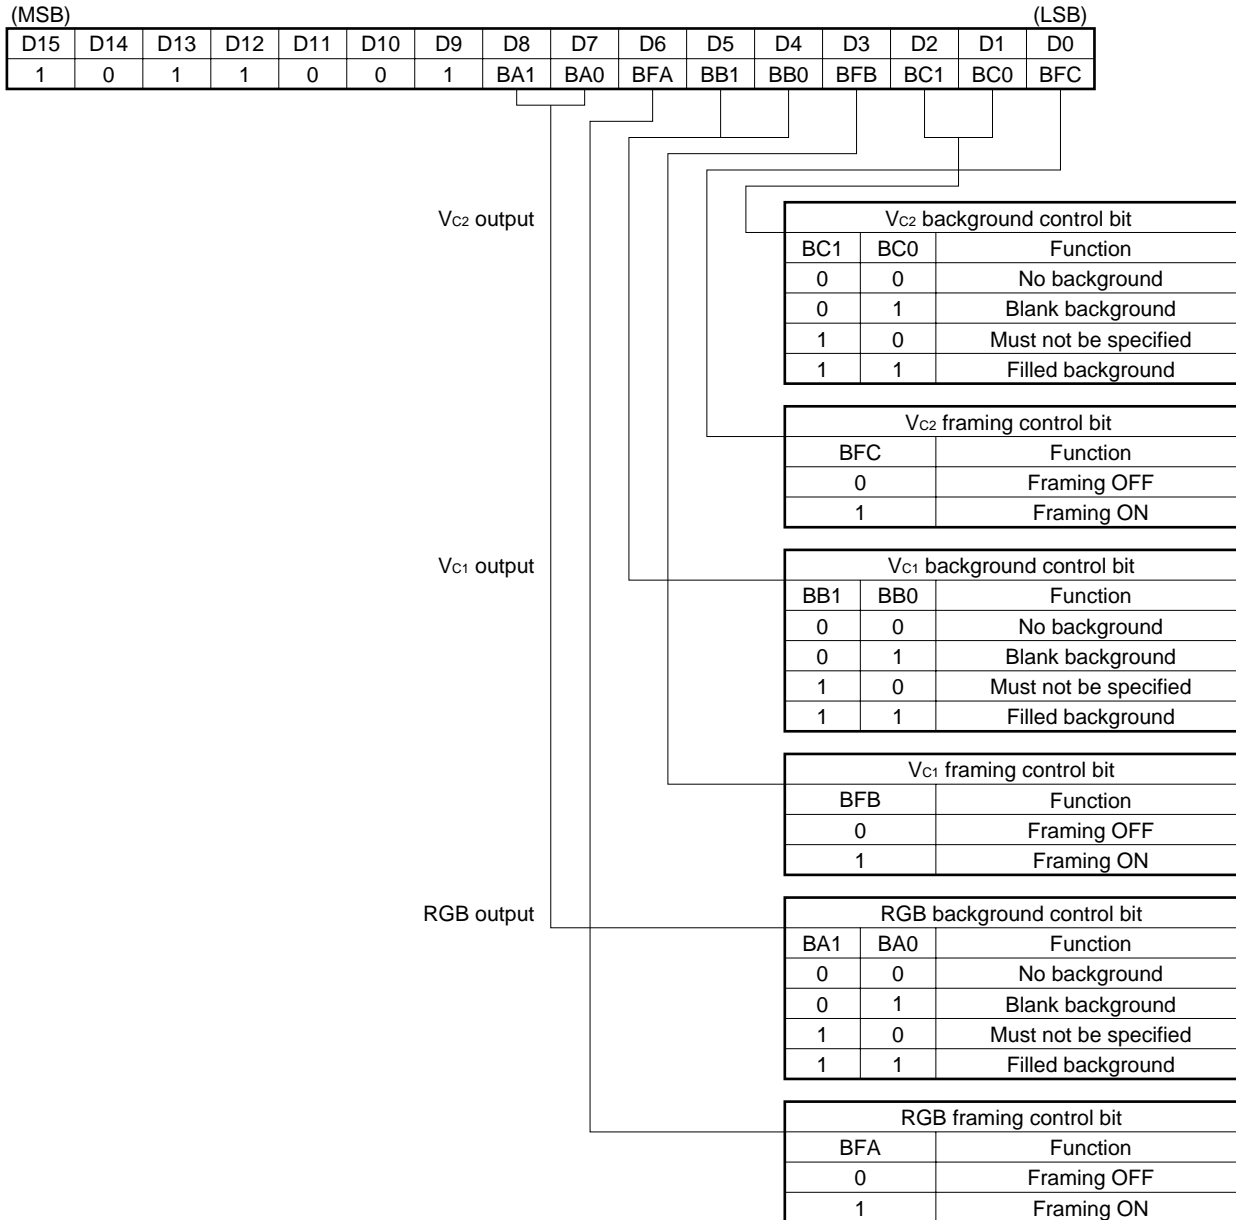 (MSB) (LSB)
D15 D14 D13 D12 D11 D10 D9 D8 D7 D6 D5 D4 D3 D2 D1 D0
1 0 1 1 0 0 1 BA1 BA0 BFA BB1 BB0 BFB BC1 BC0 BFC
VC2 output
VC2 background control bit
BC1 BC0 Function
0 0 No background
0 1 Blank background
1 0 Must not be specified
1 1 Filled background
VC2 framing control bit
BFC Function
0 Framing OFF
1 Framing ON
VC1 output
VC1 background control bit
BB1 BB0 Function
0 0 No background
0 1 Blank background
1 0 Must not be specified
1 1 Filled background
VC1 framing control bit
BFB Function
0 Framing OFF
1 Framing ON
RGB output
RGB background control bit
BA1 BA0 Function
0 0 No background
0 1 Blank background
1 0 Must not be specified
1 1 Filled background
RGB framing control bit
BFA Function
0 Framing OFF
1 Framing ON